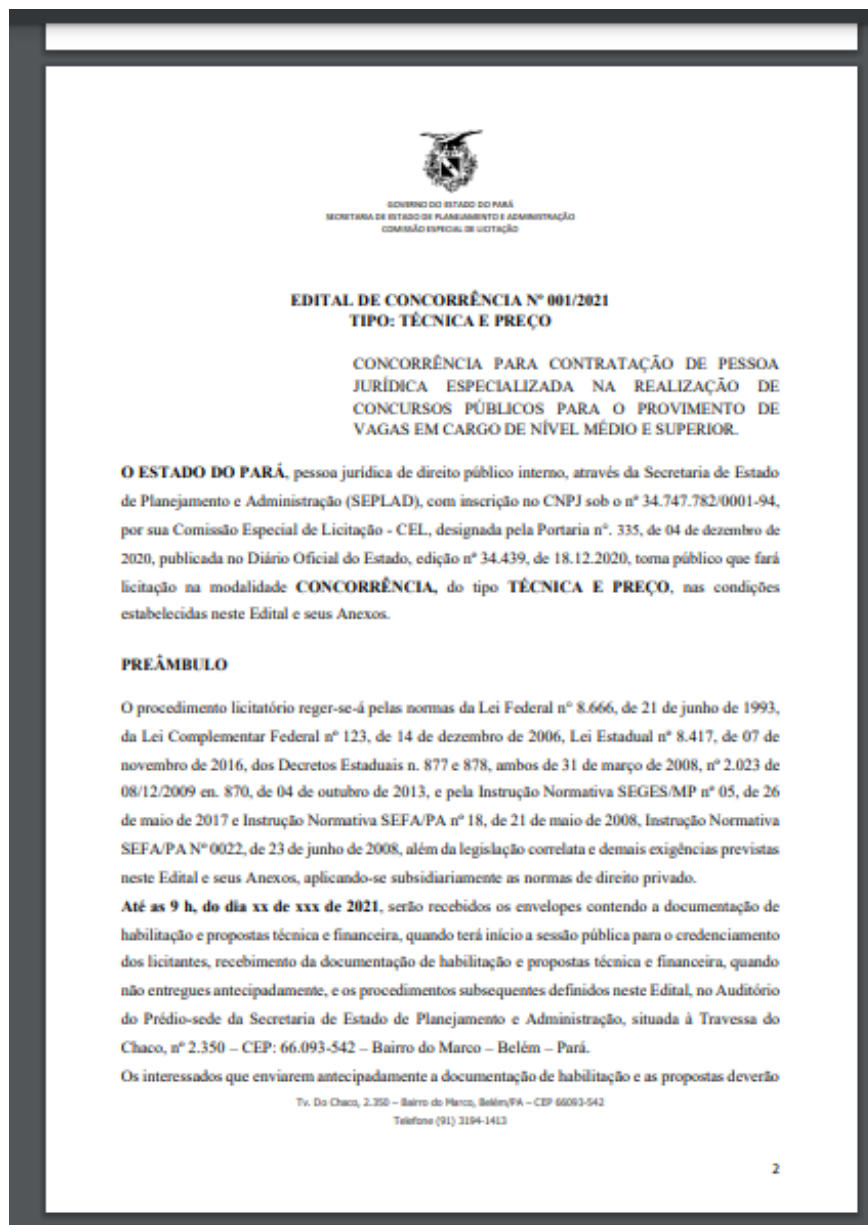 GOVERNO DO ESTADO DO PARÁ
SECRETARIA DE ESTADO DE PLANEJAMENTO E ADMINISTRAÇÃO
COMISSÃO ESPECIAL DE LICITAÇÃO
EDITAL DE CONCORRÊNCIA Nº 001/2021
TIPO: TÉCNICA E PREÇO
CONCORRÊNCIA PARA CONTRATAÇÃO DE PESSOA
JURÍDICA ESPECIALIZADA NA REALIZAÇÃO DE
CONCURSOS PÚBLICOS PARA O PROVIMENTO DE
VAGAS EM CARGO DE NÍVEL MÉDIO E SUPERIOR.
O ESTADO DO PARÁ, pessoa jurídica de direito público interno, através da Secretaria de Estado
de Planejamento e Administração (SEPLAD), com inscrição no CNPJ sob o nº 34.747.782/0001-94,
por sua Comissão Especial de Licitação - CEL, designada pela Portaria n°. 335, de 04 de dezembro de
2020, publicada no Diário Oficial do Estado, edição nº 34.439, de 18.12.2020, torna público que fará
licitação na modalidade CONCORRÊNCIA, do tipo TÉCNICA E PREÇO, nas condições
estabelecidas neste Edital e seus Anexos.
PREÂMBULO
O procedimento licitatório reger-se-á pelas normas da Lei Federal n° 8.666, de 21 de junho de 1993,
da Lei Complementar Federal nº 123, de 14 de dezembro de 2006, Lei Estadual nº 8.417, de 07 de
novembro de 2016, dos Decretos Estaduais n. 877 e 878, ambos de 31 de março de 2008, nº 2.023 de
08/12/2009 en. 870, de 04 de outubro de 2013, e pela Instrução Normativa SEGES/MP nº 05, de 26
de maio de 2017 e Instrução Normativa SEFA/PA nº 18, de 21 de maio de 2008, Instrução Normativa
SEFA/PA Nº 0022, de 23 de junho de 2008, além da legislação correlata e demais exigências previstas
neste Edital e seus Anexos, aplicando-se subsidiariamente as normas de direito privado.
Até as 9 h, do dia xx de xxx de 2021, serão recebidos os envelopes contendo a documentação de
habilitação e propostas técnica e financeira, quando terá início a sessão pública para o credenciamento
dos licitantes, recebimento da documentação de habilitação e propostas técnica e financeira, quando
não entregues antecipadamente, e os procedimentos subsequentes definidos neste Edital, no Auditório
do Prédio-sede da Secretaria de Estado de Planejamento e Administração, situada à Travessa do
Chaco, nº 2.350 – CEP: 66.093-542 – Bairro do Marco – Belém – Pará.
Os interessados que enviarem antecipadamente a documentação de habilitação e as propostas deverão
Tv. Do Chaco, 2.350 – Bairro do Marco, Belém/PA – CEP 66093-542
Telefone (91) 3194-1413
2